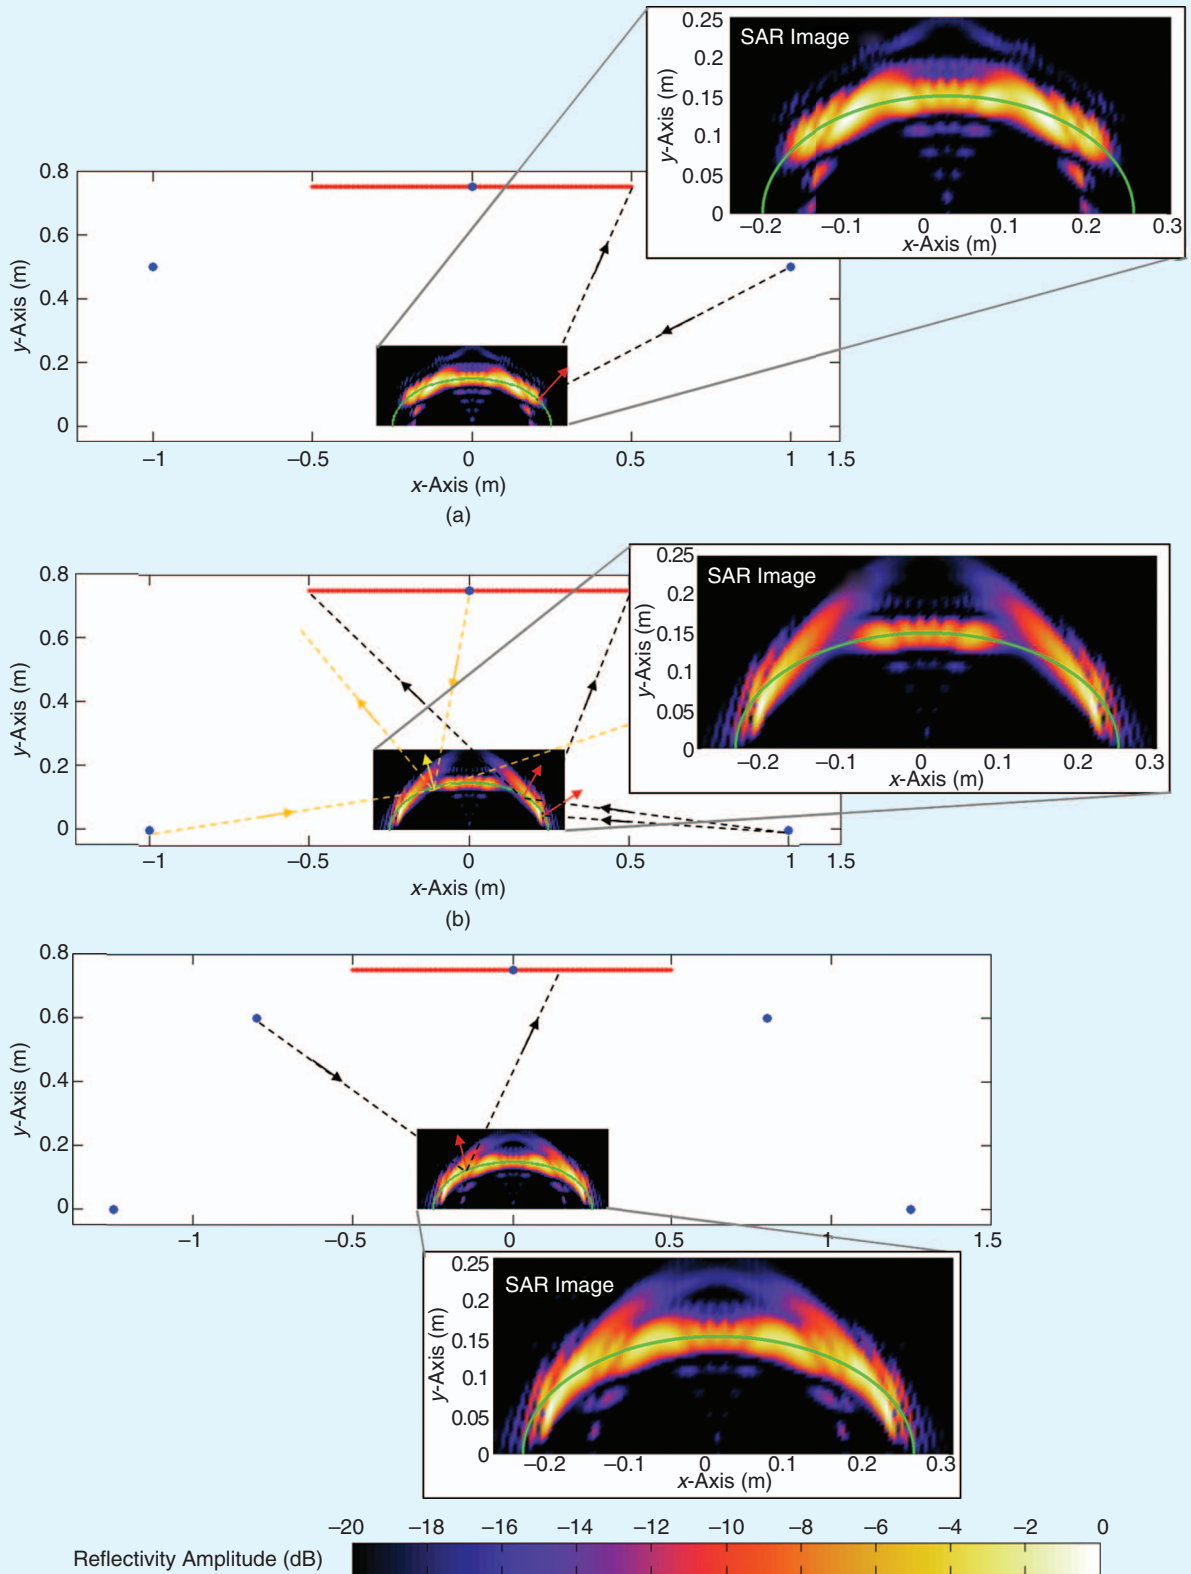 SAR Image
0.25
0.2
0.15
0.1
0.05
0
y-Axis (m)
–0.2 –0.1 0 0.1 0.2 0.3
x-Axis (m)
0.8
0.6
0.4
0.2
0
y-Axis (m)
–1 –0.5 0 0.5 1 1.5
x-Axis (m)
(a)
SAR Image
0.25
0.2
0.15
0.1
0.05
0
y-Axis (m)
–0.2 –0.1 0 0.1 0.2 0.3
x-Axis (m)
0.8
0.6
0.4
0.2
0
y-Axis (m)
–1 –0.5 0 0.5 1 1.5
x-Axis (m)
(b)
0.8
0.6
0.4
0.2
0
y-Axis (m)
–1 –0.5 0 0.5 1 1.5
SAR Image
0.25
0.2
0.15
0.1
0.05
0
y-Axis (m)
–0.2 –0.1 0 0.1 0.2 0.3
x-Axis (m)
–20 –18 –16 –14 –12 –10 –8 –6 –4 –2 0
Reflectivity Amplitude (dB)